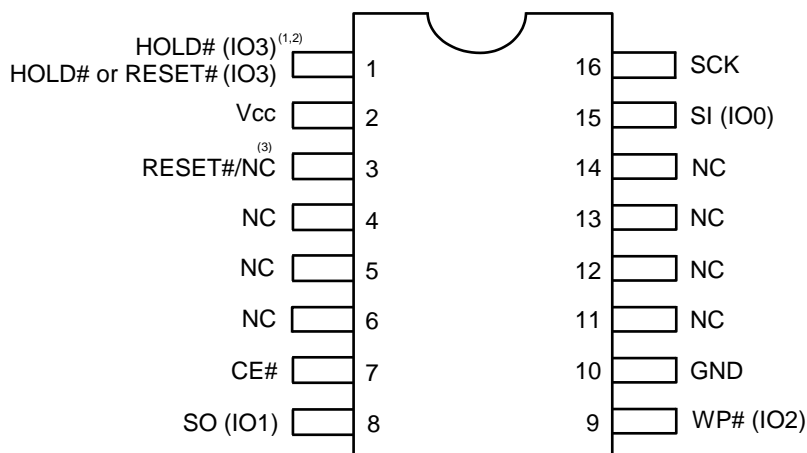 HOLD# (IO3)(1,2)
HOLD# or RESET# (IO3)
1
16
SCK
Vcc
2
15
SI (IO0)
RESET#/NC(3)
3
14
NC
NC
4
13
NC
NC
5
12
NC
NC
6
11
NC
CE#
7
10
GND
SO (IO1)
8
9
WP# (IO2)